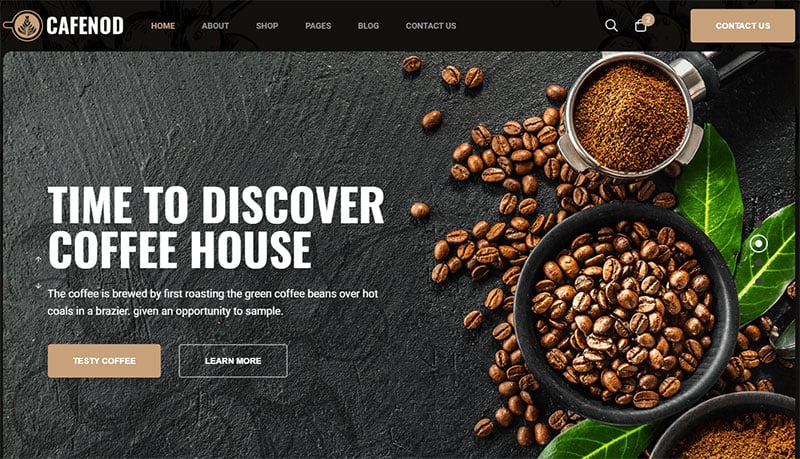 CAFENOD
HOME ABOUT SHOP PAGES BLOG CONTACT US
2
CONTACT US
TIME TO DISCOVER
COFFEE HOUSE
The coffee is brewed by first roasting the green coffee beans over hot
coals in a brazier. given an opportunity to sample.
TESTY COFFEE LEARN MORE